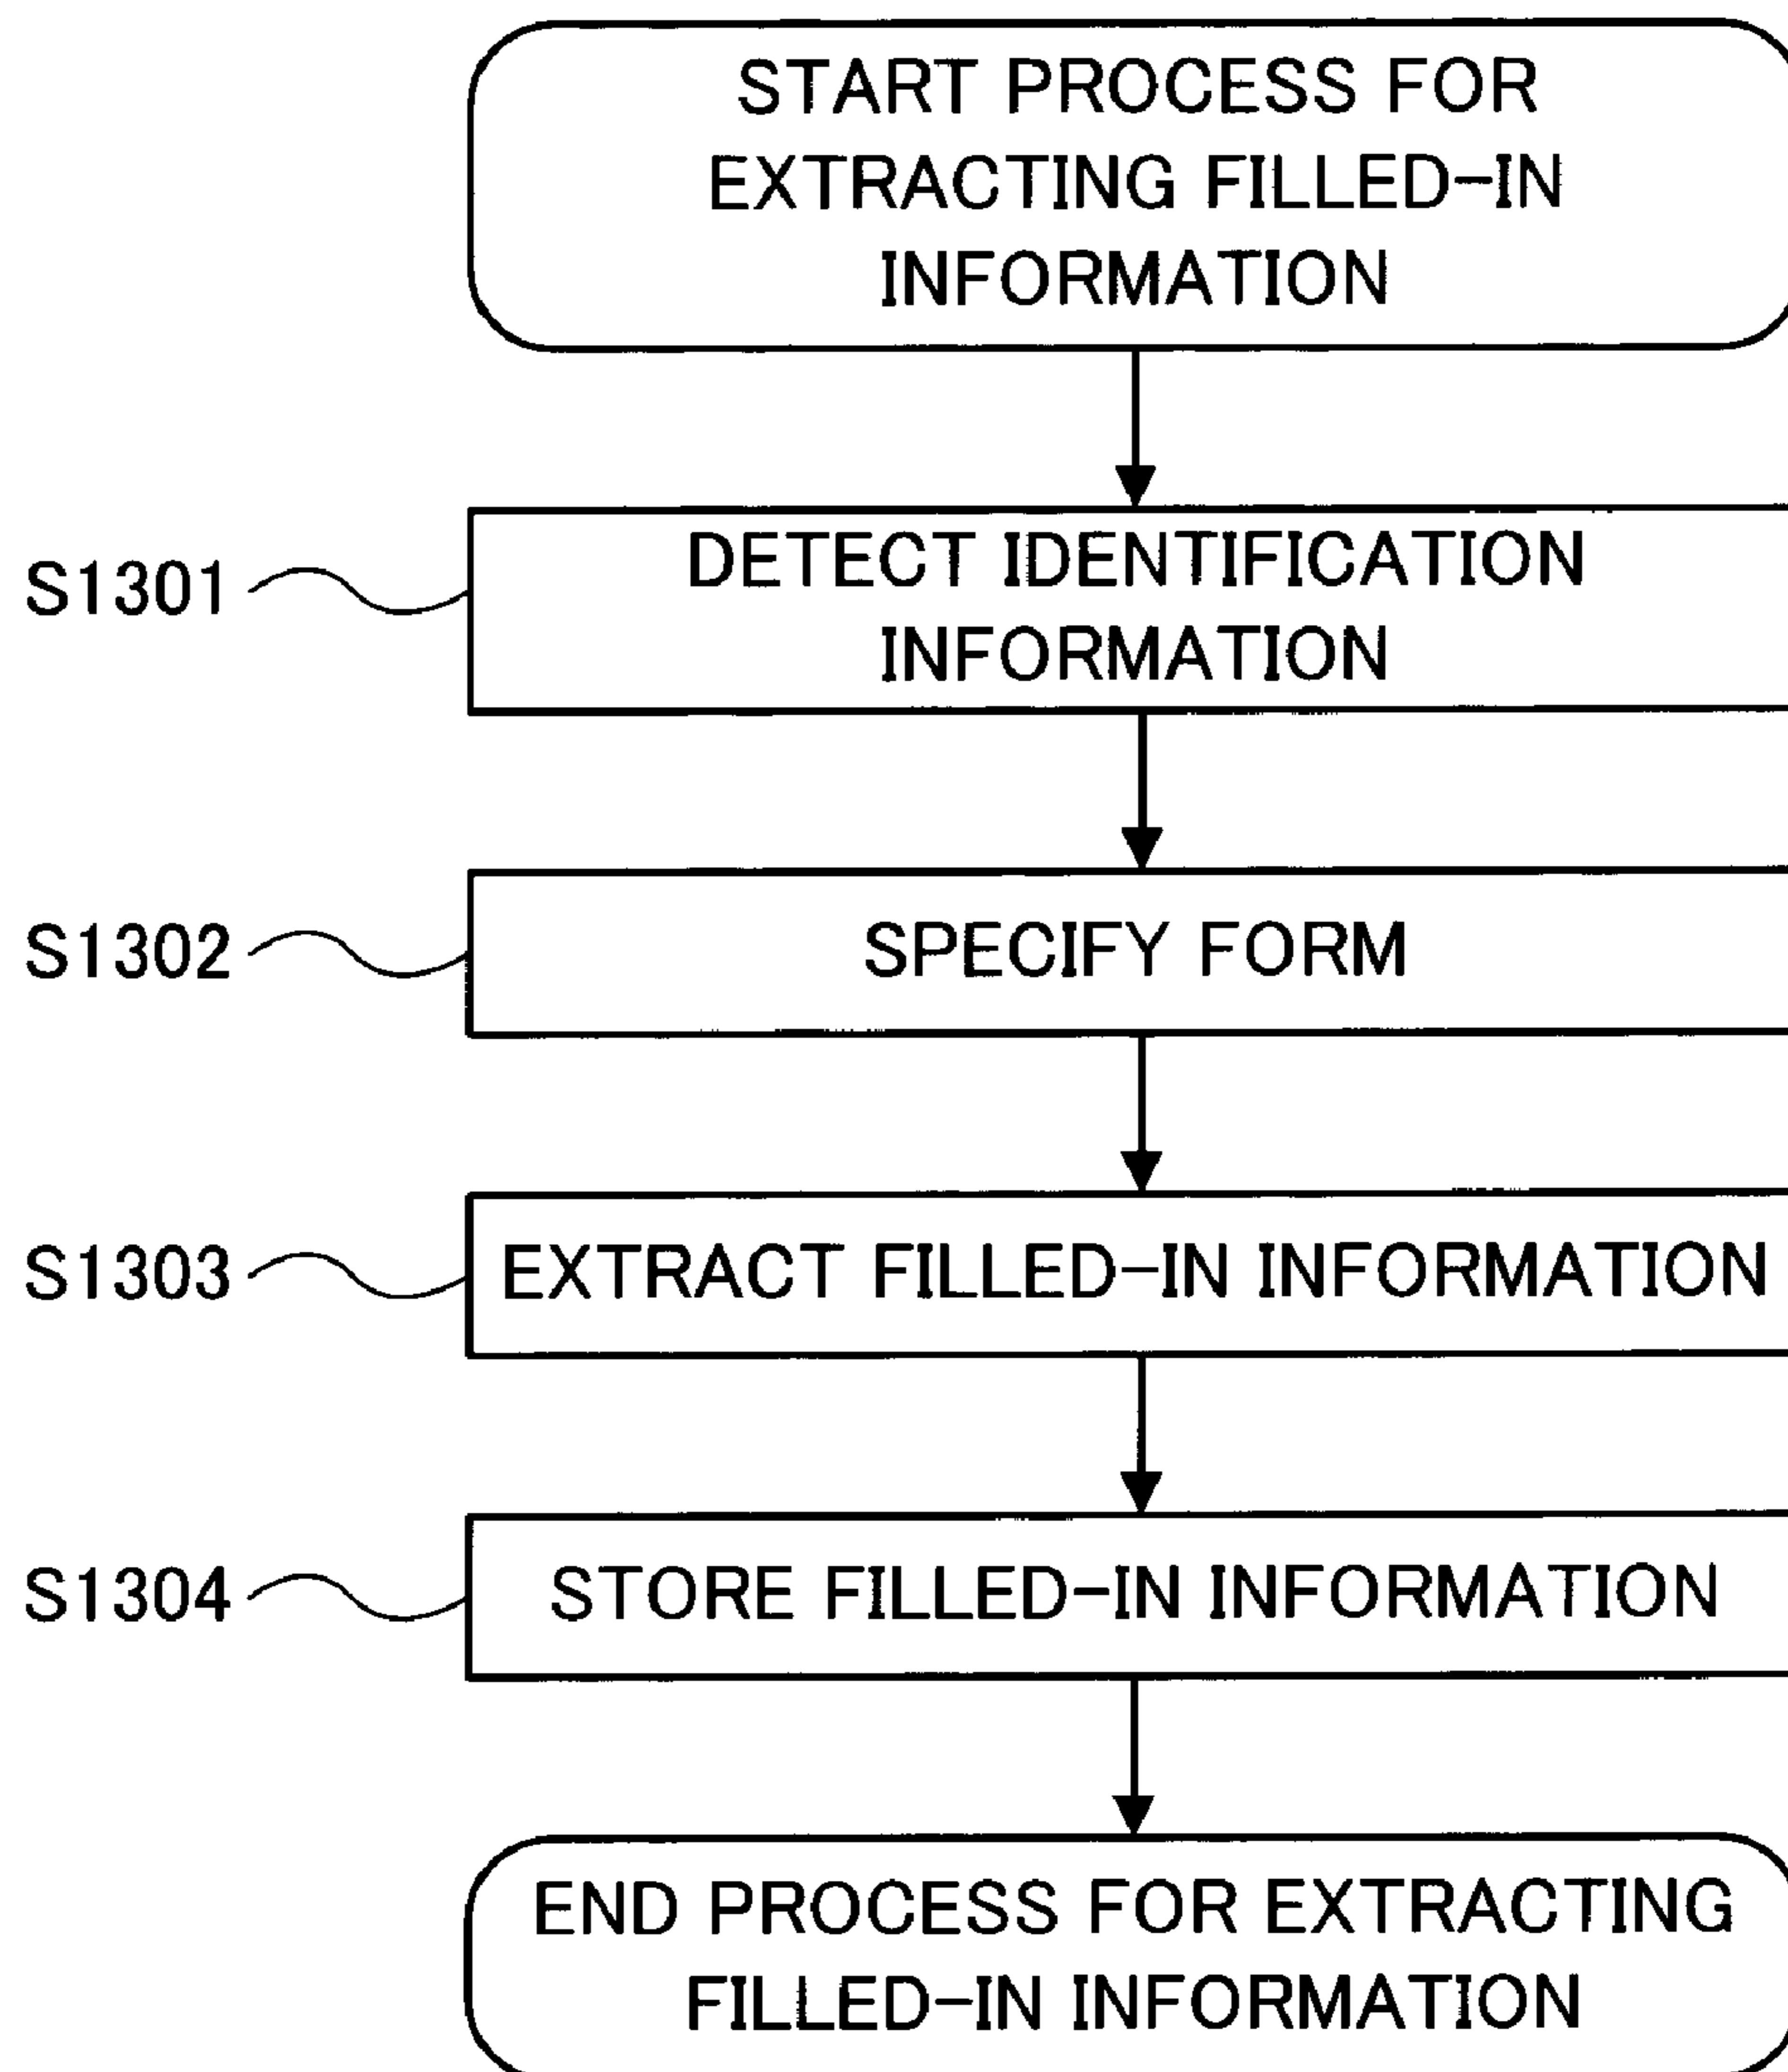 START PROCESS FOR
EXTRACTING FILLED-IN
INFORMATION
S1301
DETECT IDENTIFICATION
INFORMATION
S1302
SPECIFY FORM
S1303
EXTRACT FILLED-IN INFORMATION
S1304
STORE FILLED-IN INFORMATION
END PROCESS FOR EXTRACTING
FILLED-IN INFORMATION